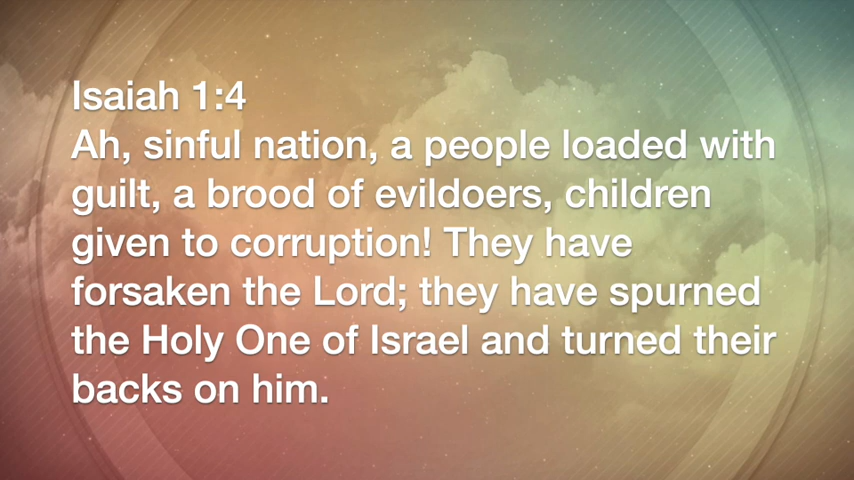 Isaiah 1:4
Ah, sinful nation, a people loaded with
guilt, a brood of evildoers, children
given to corruption! They have
forsaken the Lord; they have spurned
the Holy One of Israel and turned their
backs on him.